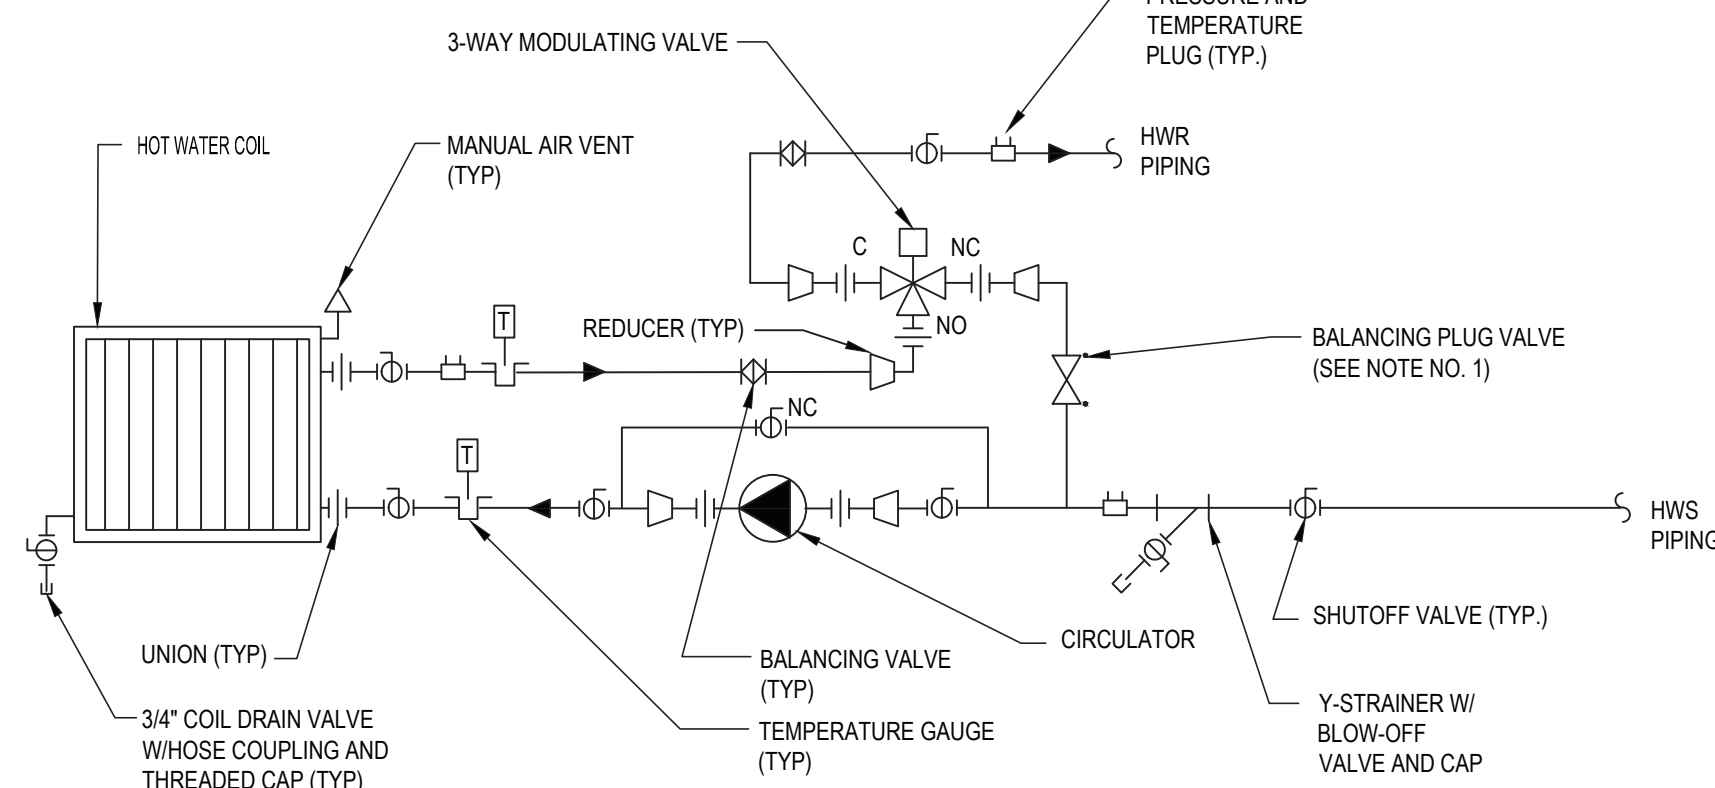 PRESSURE AND
TEMPERATURE
PLUG (TYP.)
3-WAY MODULATING VALVE
HOT WATER COIL
MANUAL AIR VENT
(TYP)
HWR
PIPING
C
NC
NO
T
REDUCER (TYP)
BALANCING PLUG VALVE
(SEE NOTE NO. 1)
NC
T
HWS
PIPING
SHUTOFF VALVE (TYP.)
CIRCULATOR
UNION (TYP)
BALANCING VALVE
(TYP)
3/4" COIL DRAIN VALVE
W/HOSE COUPLING AND
THREADED CAP (TYP)
TEMPERATURE GAUGE
(TYP)
Y-STRAINER W/
BLOW-OFF
VALVE AND CAP